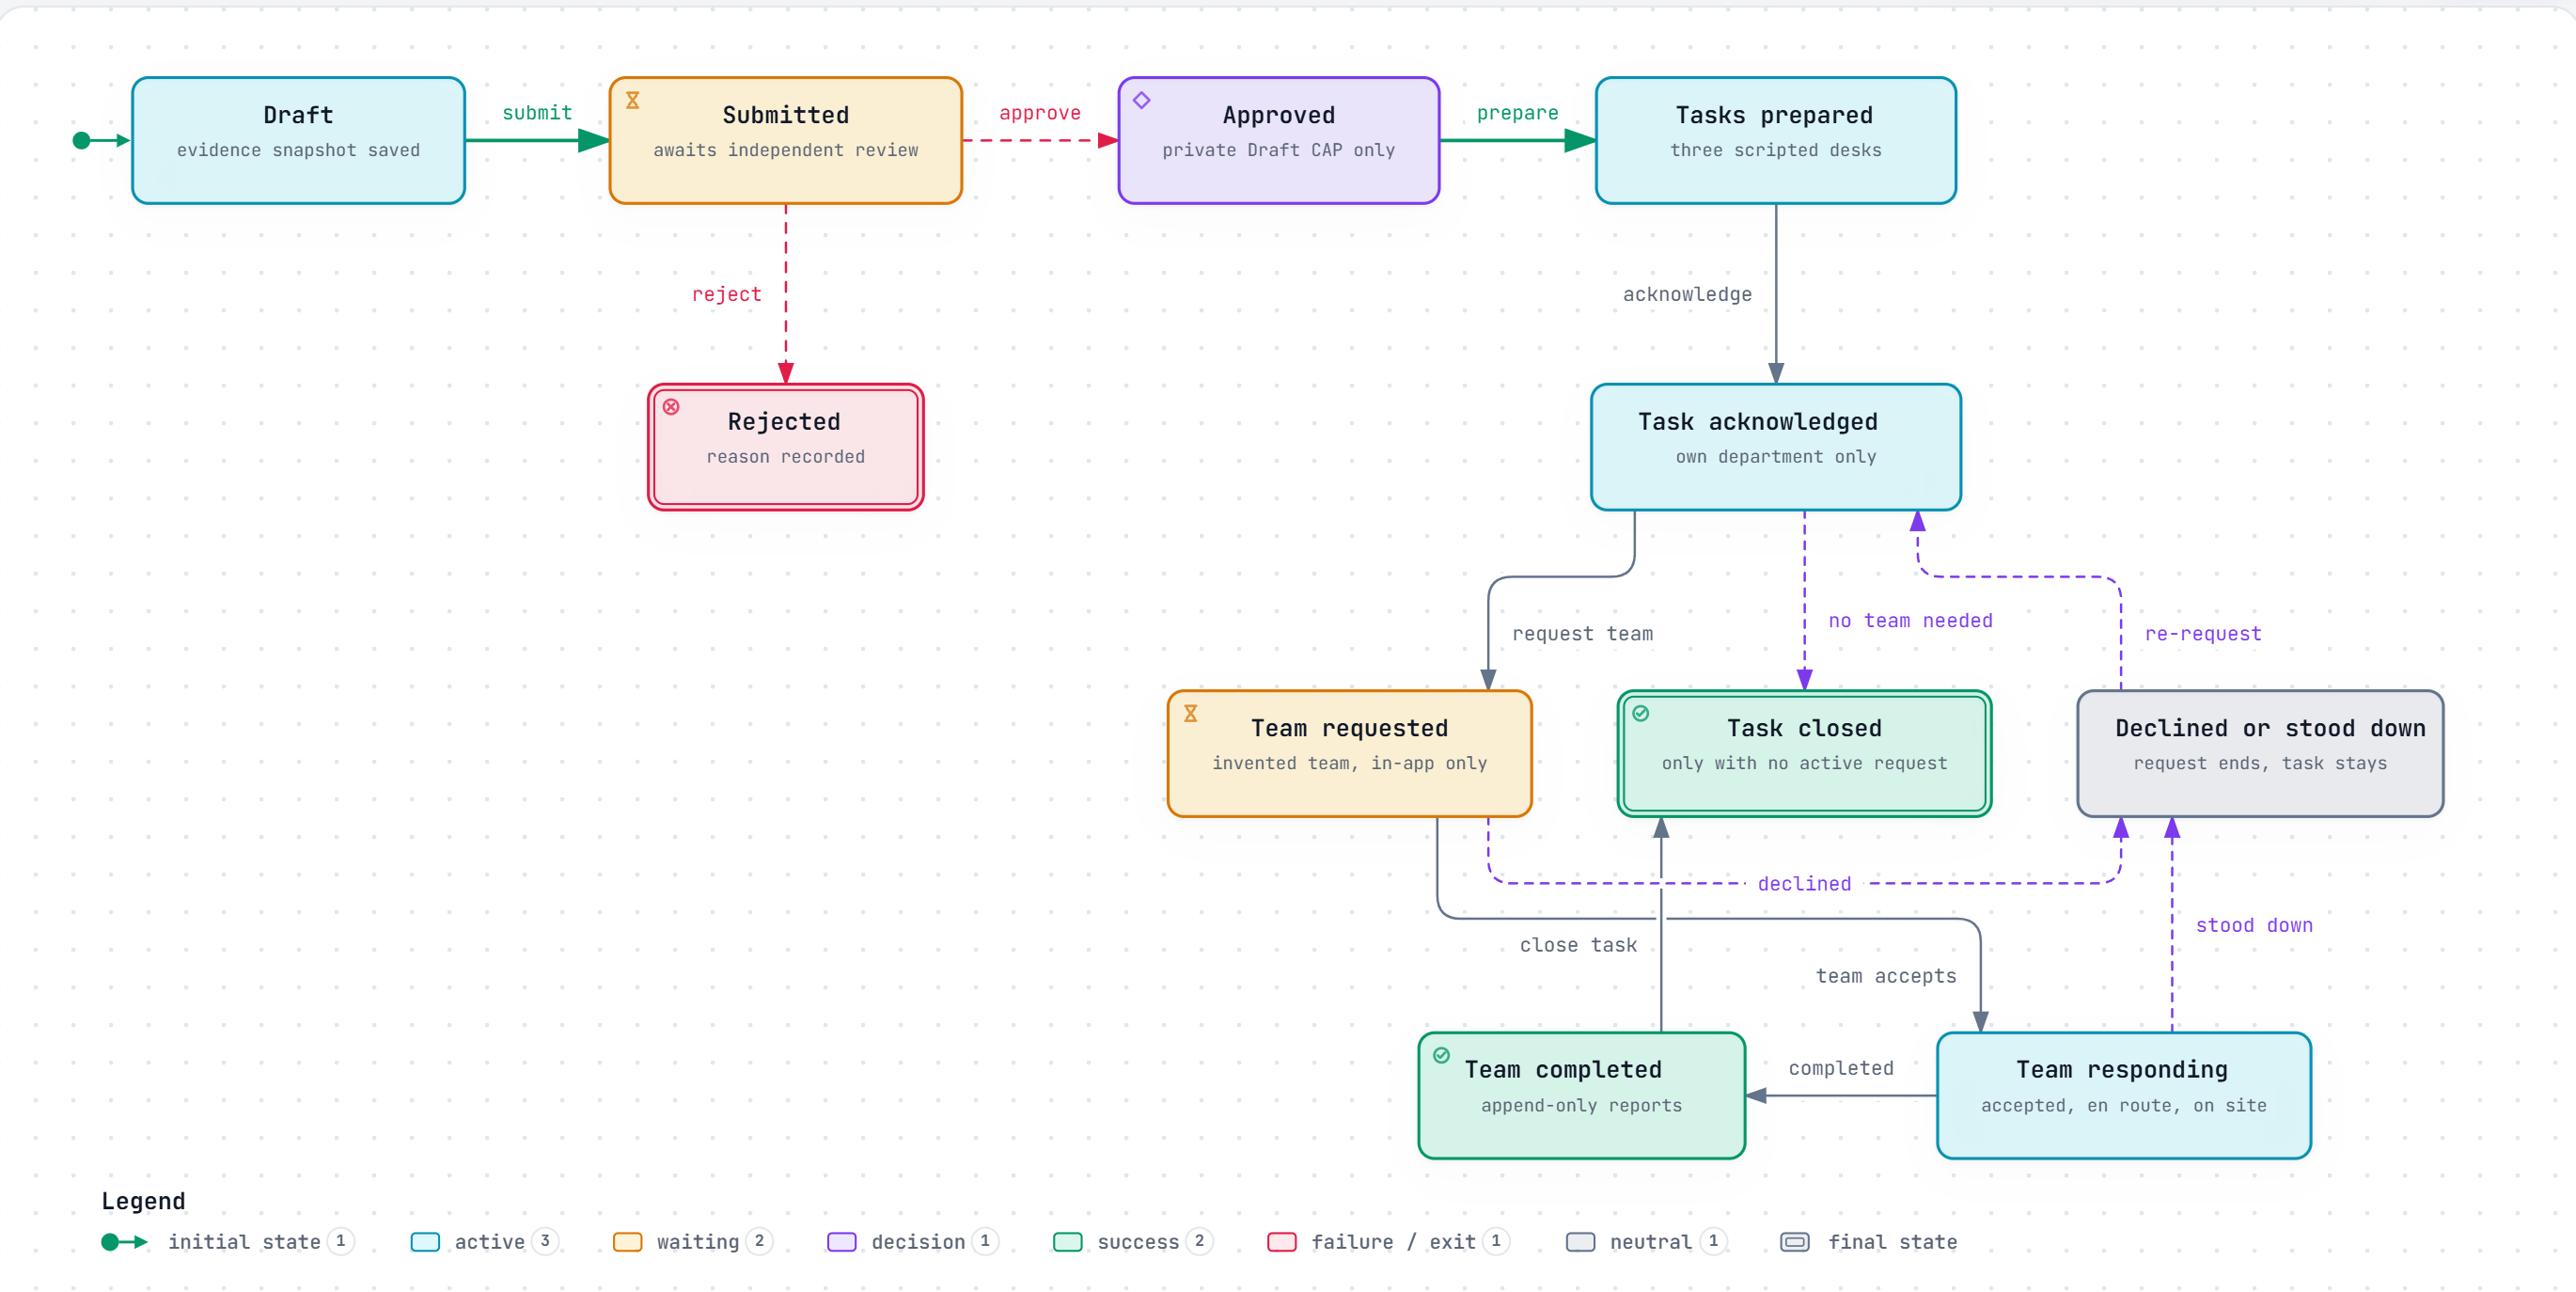 Draft
evidence snapshot saved
submit
Submitted
awaits independent review
approve
Approved
private Draft CAP only
prepare
Tasks prepared
three scripted desks
reject
acknowledge
Rejected
reason recorded
Task acknowledged
own department only
request team
no team needed
re-request
Team requested
invented team, in-app only
Task closed
only with no active request
Declined or stood down
request ends, task stays
declined
stood down
close task
team accepts
Team completed
append-only reports
completed
Team responding
accepted, en route, on site
Legend
initial state 1
active 3
waiting 2
decision 1
success 2
failure / exit 1
neutral 1
final state